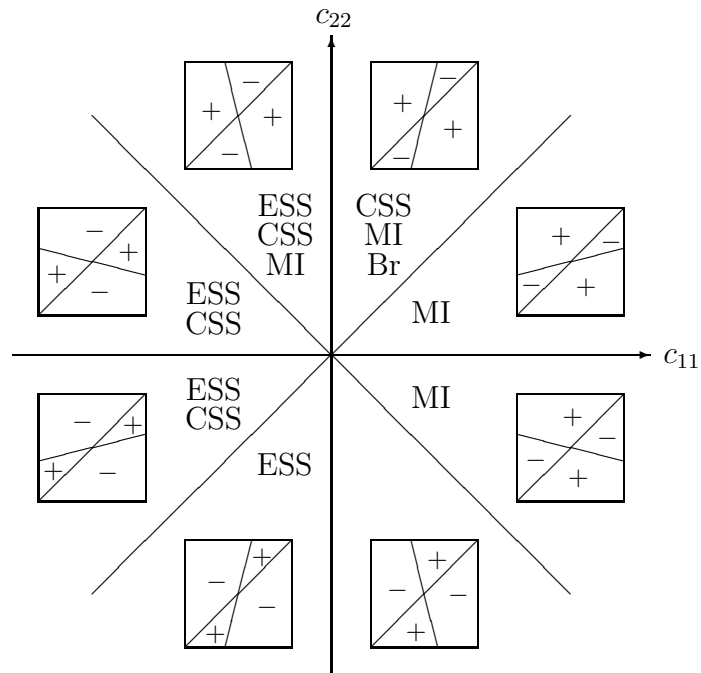 c₂₂
− −
+ + + +
− −
ESS CSS
CSS MI
MI Br
− +
+ + − −
− +
ESS MI
CSS
c₁₁
ESS MI
CSS
− + + −
+ − − +
ESS
+ +
− − − −
+ +